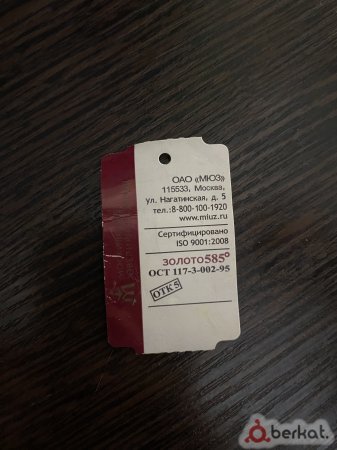 ОАО «МЮЗ»
115533, Москва,
ул. Нагатинская, д. 5
тел.:8-800-100-1920
www.miuz.ru
Сертифицировано
ISO 9001:2008
ЗОЛОТО585°
ОСТ 117-3-002-95
ОТК 5
berkat.